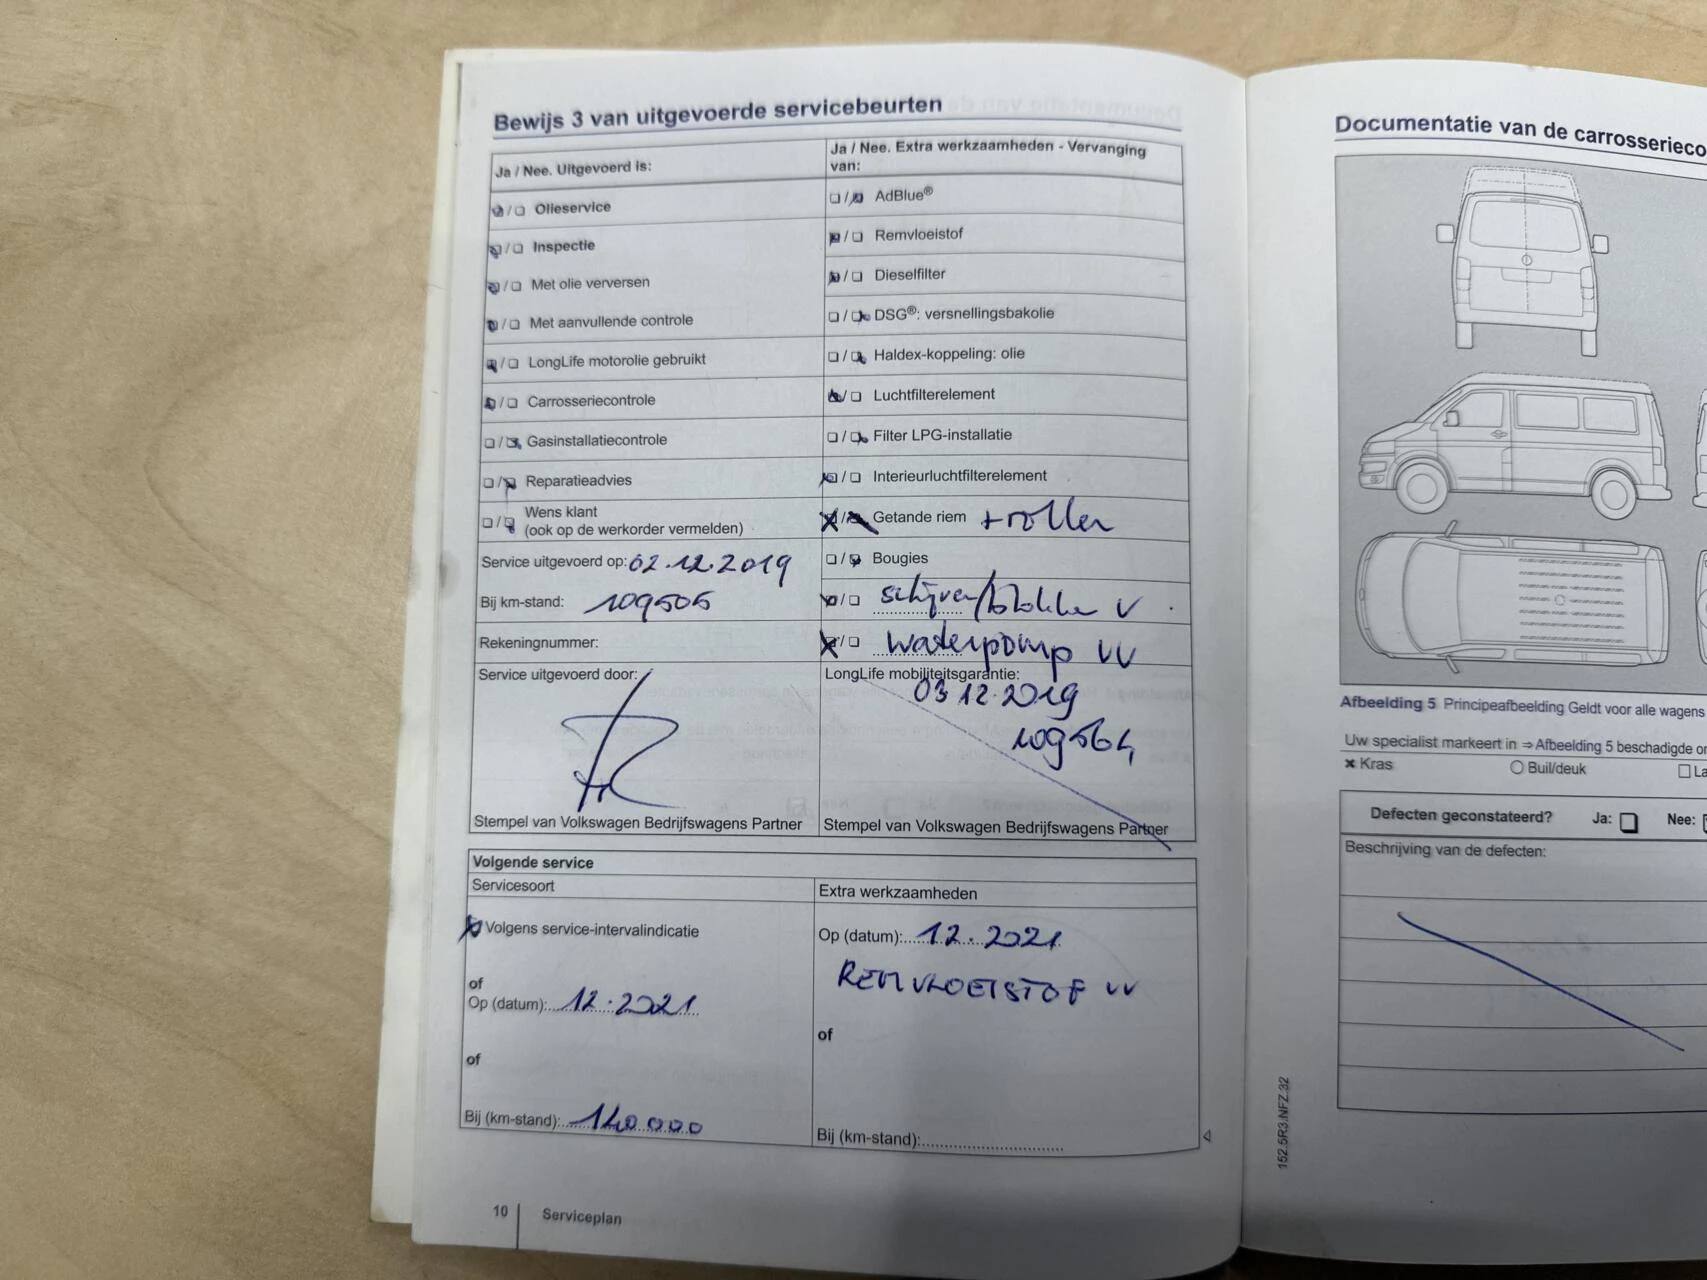 Bewijs 3 van uitgevoerde servicebeurten
Ja / Nee. Uitgevoerd is:
Olieservice
Inspectie
Met olie verversen
Met aanvullende controle
LongLife motorolie gebruikt
Carrosseriecontrole
Gasinstallatiecontrole
Reparatieadvies
Wens klant
(ook op de werkorder vermelden)
Service uitgevoerd op: 02.12.2019
Bij km-stand: 109505
Rekeningnummer:
Service uitgevoerd door:
Stempel van Volkswagen Bedrijfswagens Partner
Ja / Nee. Extra werkzaamheden - Vervanging
van:
AdBlue®
Remvloeistof
Dieselfilter
DSG®: versnellingsbakolie
Haldex-koppeling: olie
Luchtfilterelement
Filter LPG-installatie
Interieurluchtfilterelement
Getande riem + rollen
Bougies
schijven/blokken V
waterpomp VV
LongLife mobiliteitsgarantie:
03 12.2019
109564
Stempel van Volkswagen Bedrijfswagens Partner
Volgende service
Servicesoort
Volgens service-intervalindicatie
of
Op (datum): 12.2021
of
Bij (km-stand): 140.000
Extra werkzaamheden
Op (datum): 12.2021
REMVLOEISTOF VV
of
Bij (km-stand):
10 Serviceplan
Documentatie van de carrosserieco
Afbeelding 5 Principeafbeelding Geldt voor alle wagens
Uw specialist markeert in ⇒ Afbeelding 5 beschadigde
Kras Buil/deuk La
Defecten geconstateerd? Ja: Nee:
Beschrijving van de defecten:
152.5R3.NFZ.32